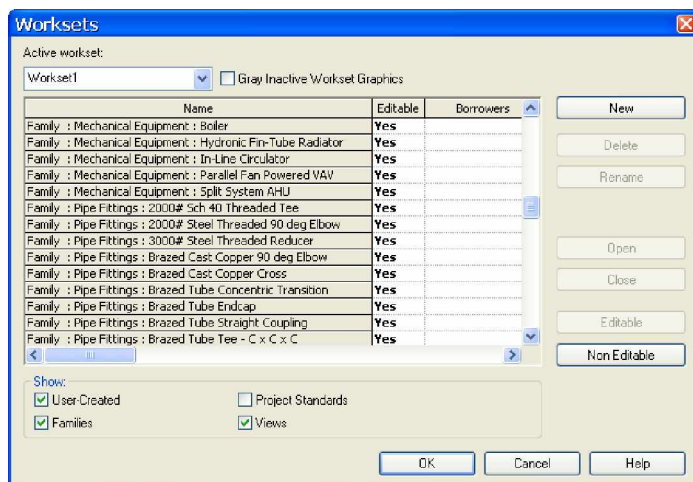 Worksets
Active workset:
Workset1
Gray Inactive Workset Graphics
Name Editable Borrowers
Family : Mechanical Equipment : Boiler Yes
Family : Mechanical Equipment : Hydronic Fin-Tube Radiator Yes
Family : Mechanical Equipment : In-Line Circulator Yes
Family : Mechanical Equipment : Parallel Fan Powered VAV Yes
Family : Mechanical Equipment : Split System AHU Yes
Family : Pipe Fittings : 2000# Sch 40 Threaded Tee Yes
Family : Pipe Fittings : 2000# Steel Threaded 90 deg Elbow Yes
Family : Pipe Fittings : 3000# Steel Threaded Reducer Yes
Family : Pipe Fittings : Brazed Cast Copper 90 deg Elbow Yes
Family : Pipe Fittings : Brazed Cast Copper Cross Yes
Family : Pipe Fittings : Brazed Tube Concentric Transition Yes
Family : Pipe Fittings : Brazed Tube Endcap Yes
Family : Pipe Fittings : Brazed Tube Straight Coupling Yes
Family : Pipe Fittings : Brazed Tube Tee - C x C x C Yes
New
Delete
Rename
Open
Close
Editable
Non Editable
Show:
User-Created Project Standards
Families Views
OK Cancel Help